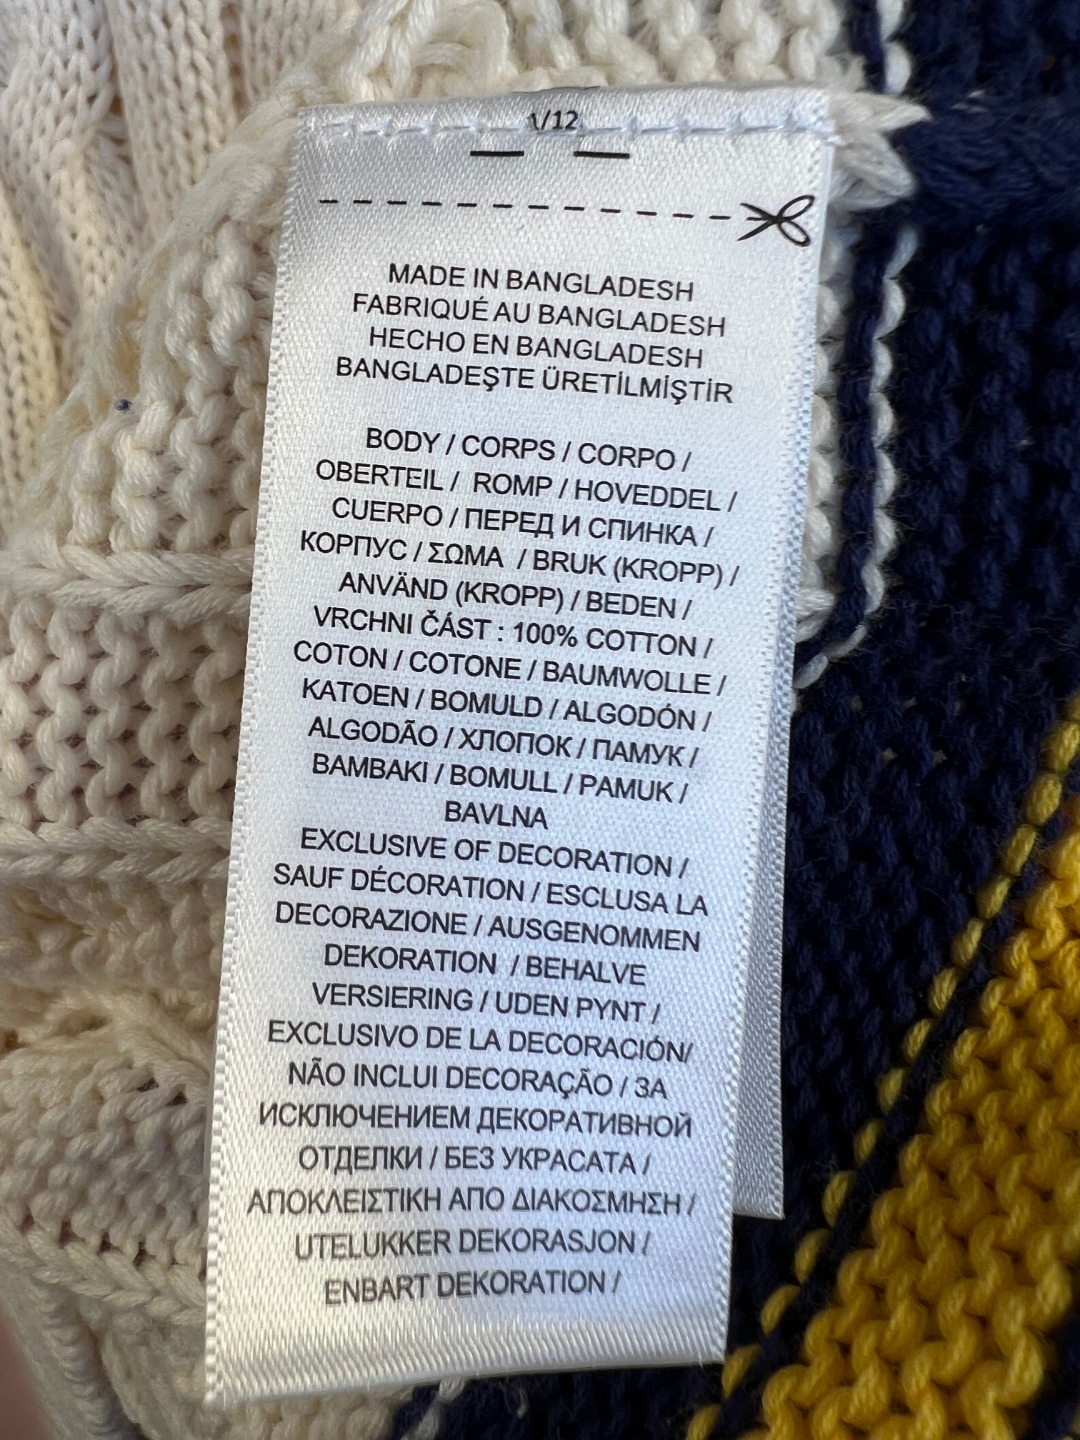 /12
MADE IN BANGLADESH
FABRIQUÉ AU BANGLADESH
HECHO EN BANGLADESH
BANGLADEŞTE ÜRETİLMİŞTİR
BODY / CORPS / CORPO /
OBERTEIL / ROMP / HOVEDDEL /
CUERPO / ПЕРЕД И СПИНКА /
КОРПУС / ΣΩΜΑ / BRUK (KROPP) /
ANVÄND (KROPP) / BEDEN /
VRCHNI ČÁST : 100% COTTON /
COTON / COTONE / BAUMWOLLE /
KATOEN / BOMULD / ALGODÓN /
ALGODÃO / ХЛОПОК / ПАМУК /
BAMBAKI / BOMULL / PAMUK /
BAVLNA
EXCLUSIVE OF DECORATION /
SAUF DÉCORATION / ESCLUSA LA
DECORAZIONE / AUSGENOMMEN
DEKORATION / BEHALVE
VERSIERING / UDEN PYNT /
EXCLUSIVO DE LA DECORACIÓN/
NÃO INCLUI DECORAÇÃO / ЗА
ИСКЛЮЧЕНИЕМ ДЕКОРАТИВНОЙ
ОТДЕЛКИ / БЕЗ УКРАСАТА /
ΑΠΟΚΛΕΙΣΤΙΚΗ ΑΠΟ ΔΙΑΚΟΣΜΗΣΗ /
UTELUKKER DEKORASJON /
ENBART DEKORATION /